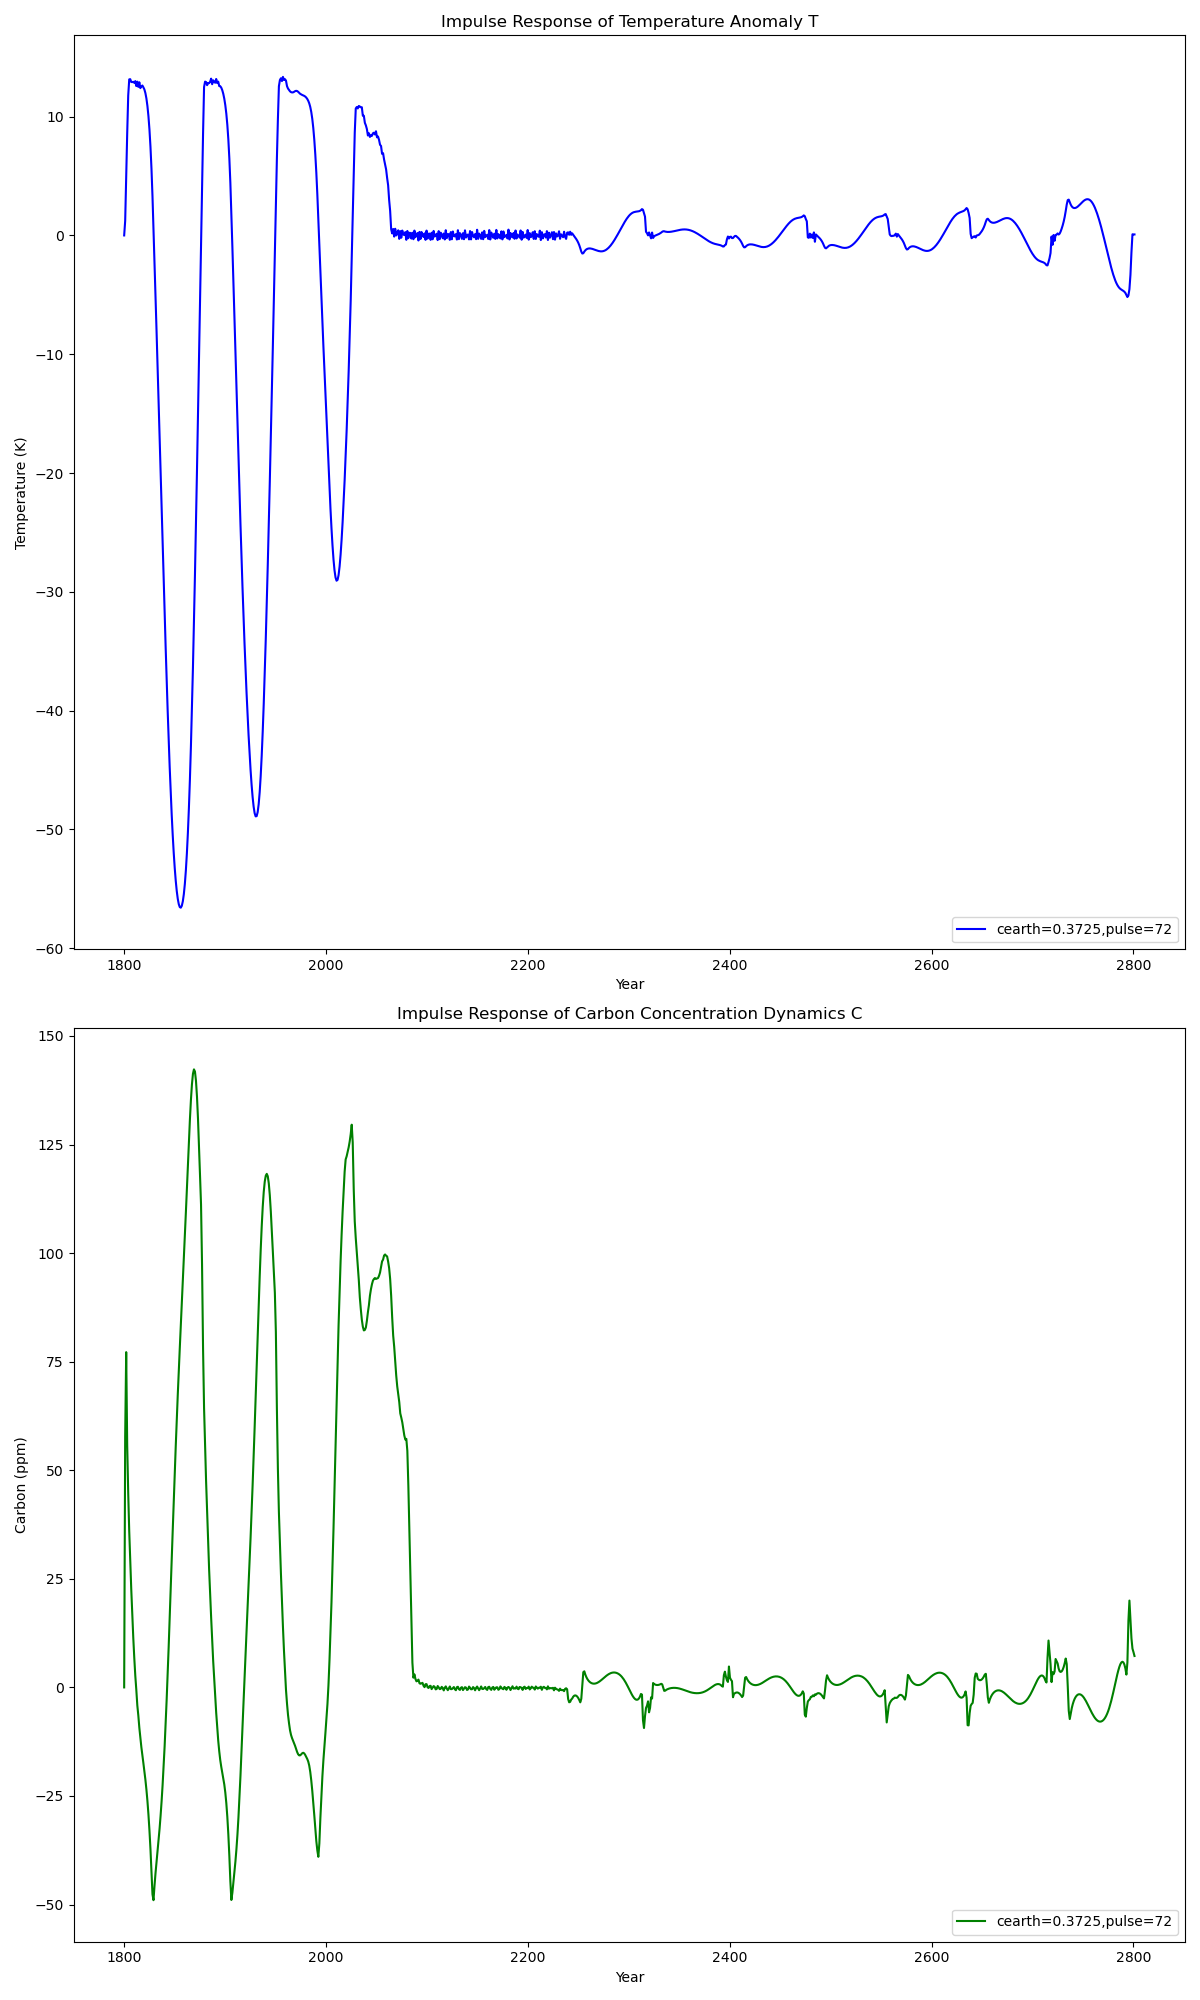 Impulse Response of Temperature Anomaly T
Temperature (K)
10
0
−10
−20
−30
−40
−50
−60
cearth=0.3725,pulse=72
1800 2000 2200 2400 2600 2800
Year
Impulse Response of Carbon Concentration Dynamics C
Carbon (ppm)
150
125
100
75
50
25
0
−25
−50
cearth=0.3725,pulse=72
1800 2000 2200 2400 2600 2800
Year